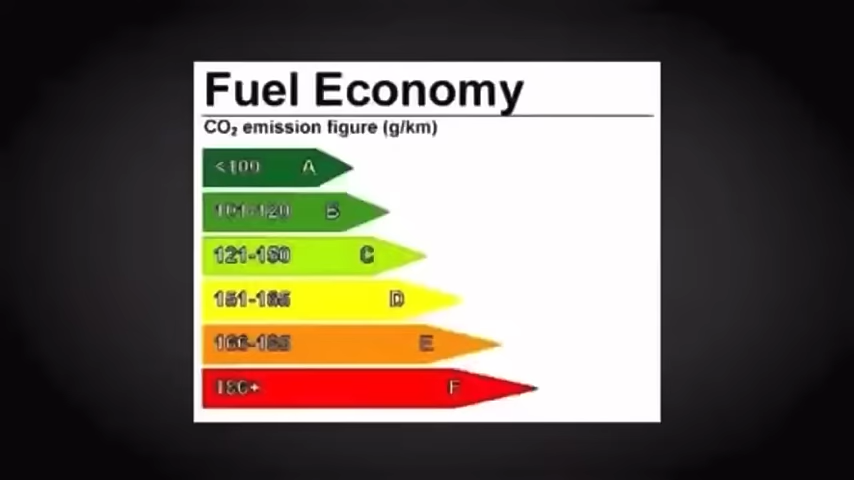 Fuel Economy
CO₂ emission figure (g/km)
<100 A
101-120 B
121-150 C
151-165 D
166-185 E
186+ F